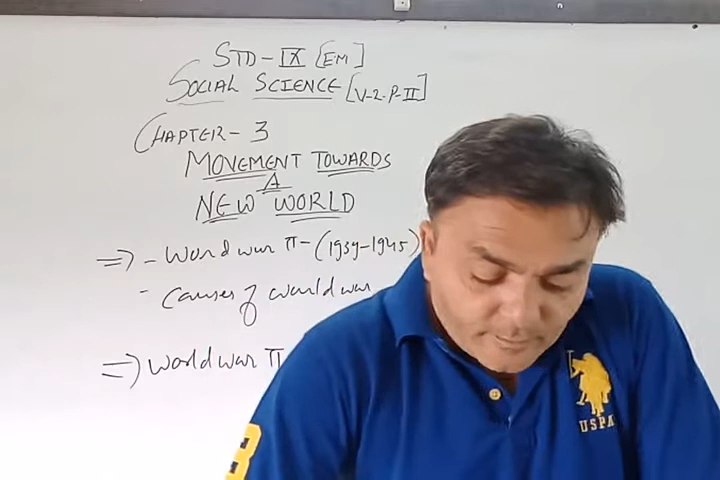 STD-IX [EM]
SOCIAL SCIENCE [V-2-P-II]
CHAPTER-3
MOVEMENT TOWARDS
A
NEW WORLD
⇒ - World war II - (1939-1945)
- Causes of world war
⇒ World war II
USPA
3